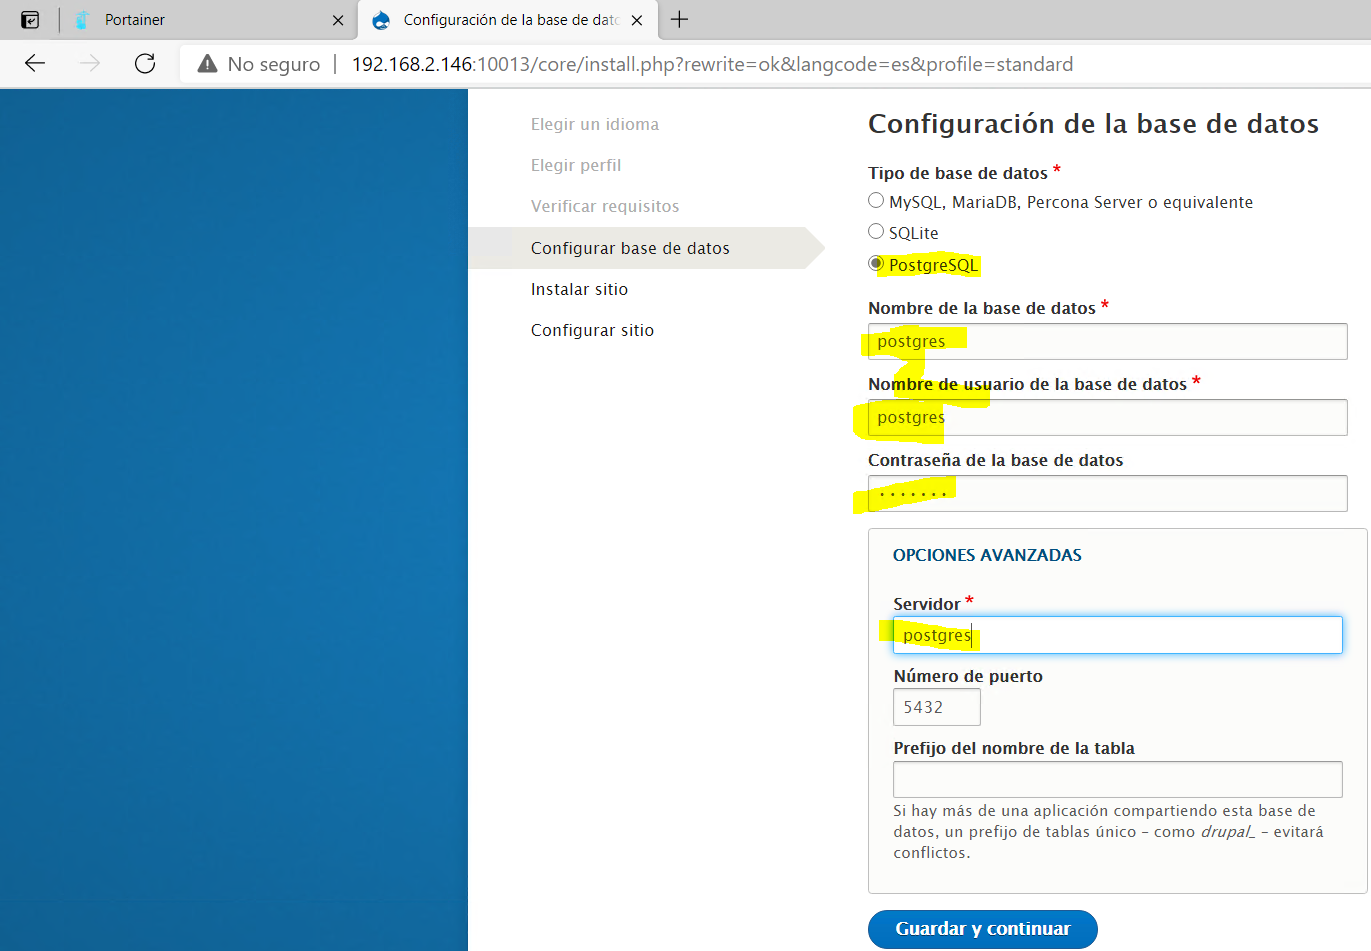 Portainer
Configuración de la base de dato
No seguro | 192.168.2.146:10013/core/install.php?rewrite=ok&langcode=es&profile=standard
Elegir un idioma
Elegir perfil
Verificar requisitos
Configurar base de datos
Instalar sitio
Configurar sitio
Configuración de la base de datos
Tipo de base de datos *
MySQL, MariaDB, Percona Server o equivalente
SQLite
PostgreSQL
Nombre de la base de datos *
postgres
Nombre de usuario de la base de datos *
postgres
Contraseña de la base de datos
•••••••
OPCIONES AVANZADAS
Servidor *
postgres
Número de puerto
5432
Prefijo del nombre de la tabla
Si hay más de una aplicación compartiendo esta base de
datos, un prefijo de tablas único – como drupal_ – evitará
conflictos.
Guardar y continuar